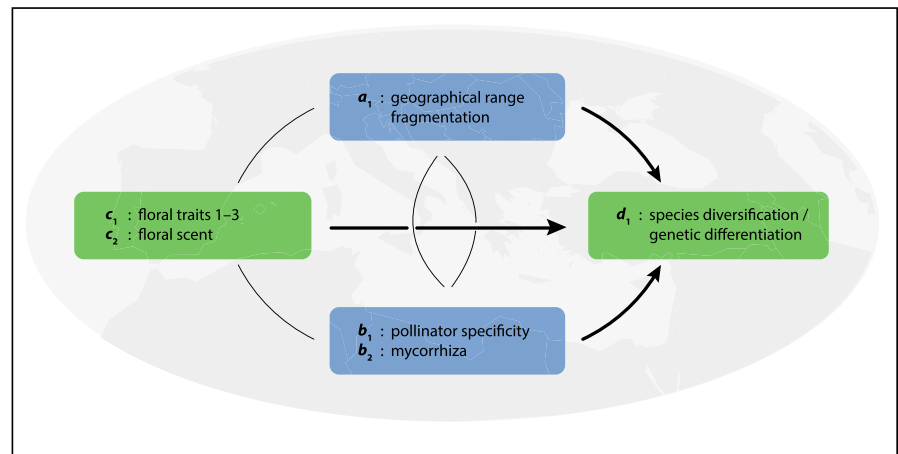 a1 : geographical range
fragmentation
c1 : floral traits 1–3
c2 : floral scent
d1 : species diversification /
genetic differentiation
b1 : pollinator specificity
b2 : mycorrhiza